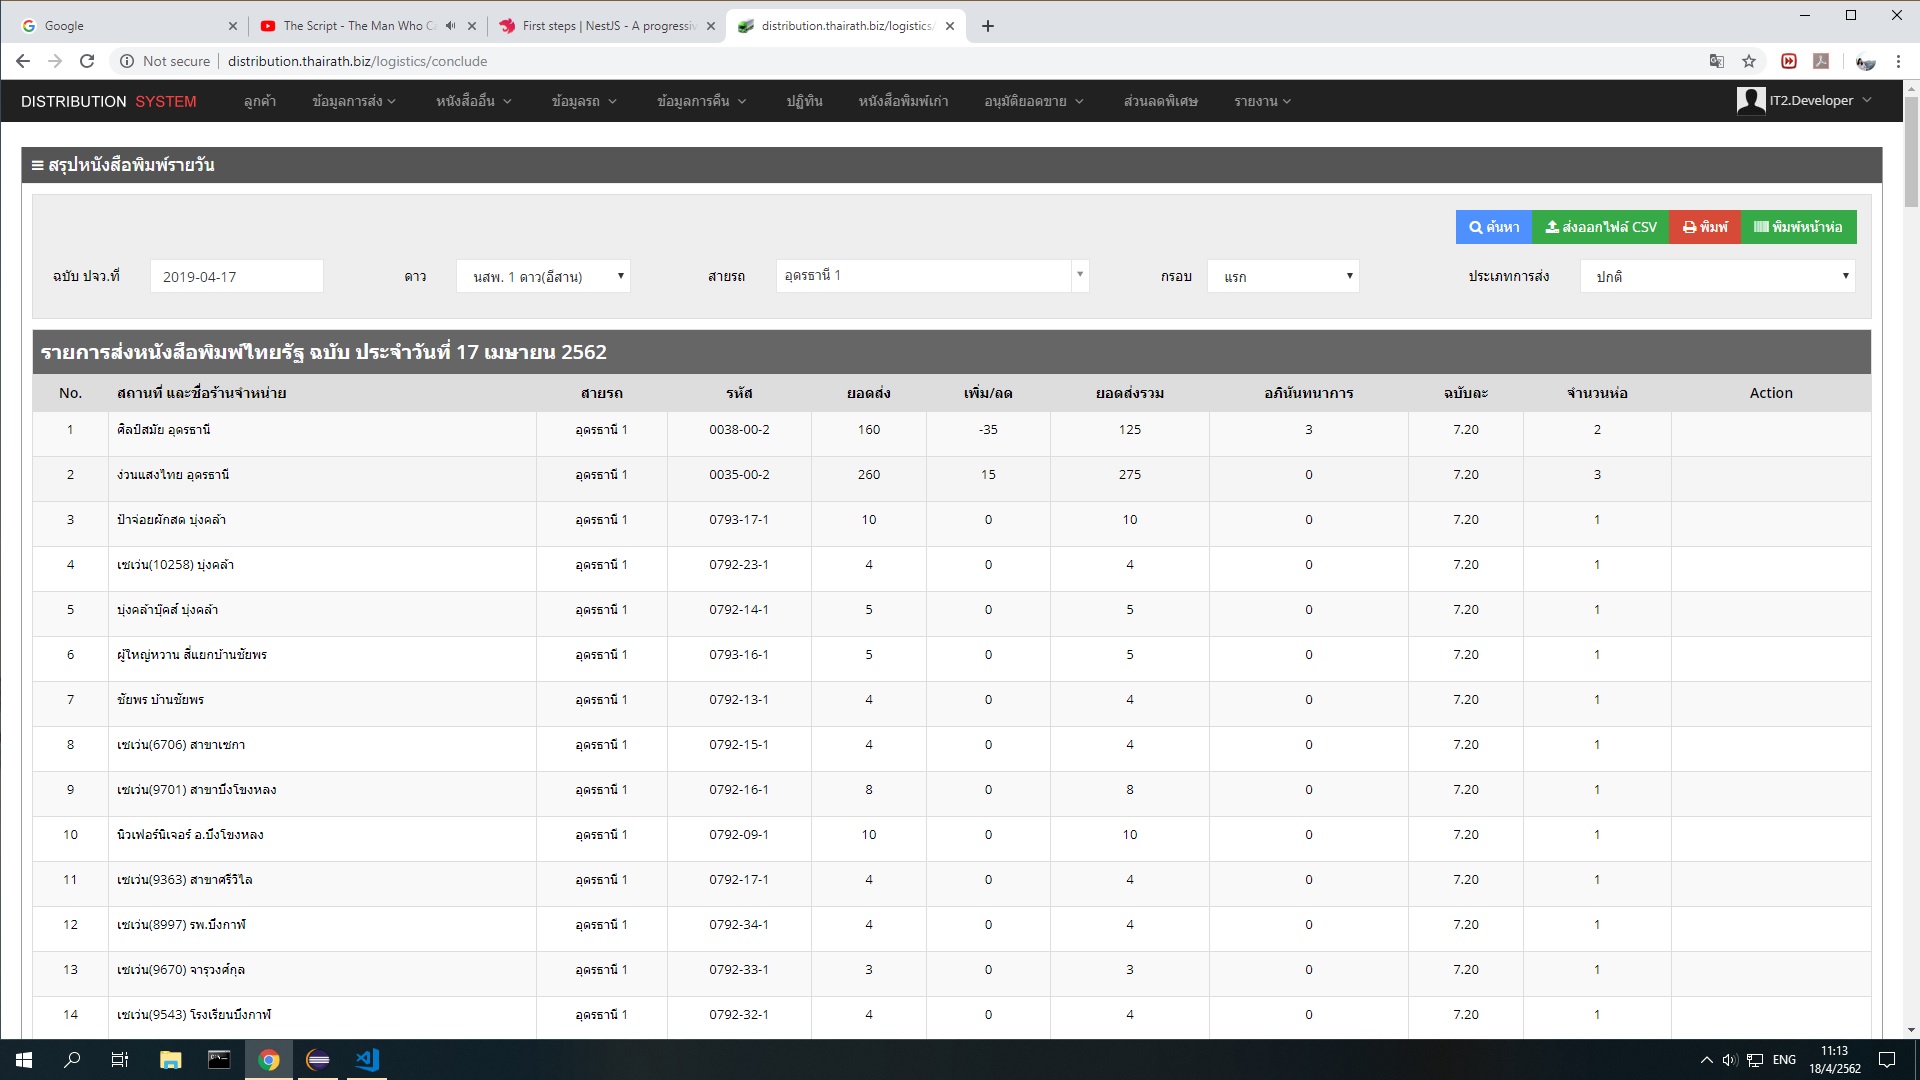 Google
The Script - The Man Who C
First steps | NestJS - A progressiv
distribution.thairath.biz/logistics/
Not secure
distribution.thairath.biz/logistics/conclude
DISTRIBUTION SYSTEM ลูกค้า ข้อมูลการส่ง หนังสืออื่น ข้อมูลรถ ข้อมูลการคืน ปฏิทิน หนังสือพิมพ์เก่า อนุมัติยอดขาย ส่วนลดพิเศษ รายงาน IT2.Developer
สรุปหนังสือพิมพ์รายวัน
ค้นหา ส่งออกไฟล์ CSV พิมพ์ พิมพ์หน้าห่อ
ฉบับ ปจว.ที่ 2019-04-17 ดาว นสพ. 1 ดาว(อีสาน) สายรถ อุดรธานี 1 กรอบ แรก ประเภทการส่ง ปกติ
รายการส่งหนังสือพิมพ์ไทยรัฐ ฉบับ ประจำวันที่ 17 เมษายน 2562
No. สถานที่ และชื่อร้านจำหน่าย สายรถ รหัส ยอดส่ง เพิ่ม/ลด ยอดส่งรวม อภินันทนาการ ฉบับละ จำนวนห่อ Action
1 ศิลป์สมัย อุดรธานี อุดรธานี 1 0038-00-2 160 -35 125 3 7.20 2
2 ง่วนแสงไทย อุดรธานี อุดรธานี 1 0035-00-2 260 15 275 0 7.20 3
3 ป้าจ่อยผักสด บุ่งคล้า อุดรธานี 1 0793-17-1 10 0 10 0 7.20 1
4 เซเว่น(10258) บุ่งคล้า อุดรธานี 1 0792-23-1 4 0 4 0 7.20 1
5 บุ่งคล้าบุ๊คส์ บุ่งคล้า อุดรธานี 1 0792-14-1 5 0 5 0 7.20 1
6 ผู้ใหญ่หวาน สี่แยกบ้านชัยพร อุดรธานี 1 0793-16-1 5 0 5 0 7.20 1
7 ชัยพร บ้านชัยพร อุดรธานี 1 0792-13-1 4 0 4 0 7.20 1
8 เซเว่น(6706) สาขาเซกา อุดรธานี 1 0792-15-1 4 0 4 0 7.20 1
9 เซเว่น(9701) สาขาบึงโขงหลง อุดรธานี 1 0792-16-1 8 0 8 0 7.20 1
10 นิวเฟอร์นิเจอร์ อ.บึงโขงหลง อุดรธานี 1 0792-09-1 10 0 10 0 7.20 1
11 เซเว่น(9363) สาขาศรีวิไล อุดรธานี 1 0792-17-1 4 0 4 0 7.20 1
12 เซเว่น(8997) รพ.บึงกาฬ อุดรธานี 1 0792-34-1 4 0 4 0 7.20 1
13 เซเว่น(9670) จารุวงศ์กุล อุดรธานี 1 0792-33-1 3 0 3 0 7.20 1
14 เซเว่น(9543) โรงเรียนบึงกาฬ อุดรธานี 1 0792-32-1 4 0 4 0 7.20 1
ENG
11:13
18/4/2562